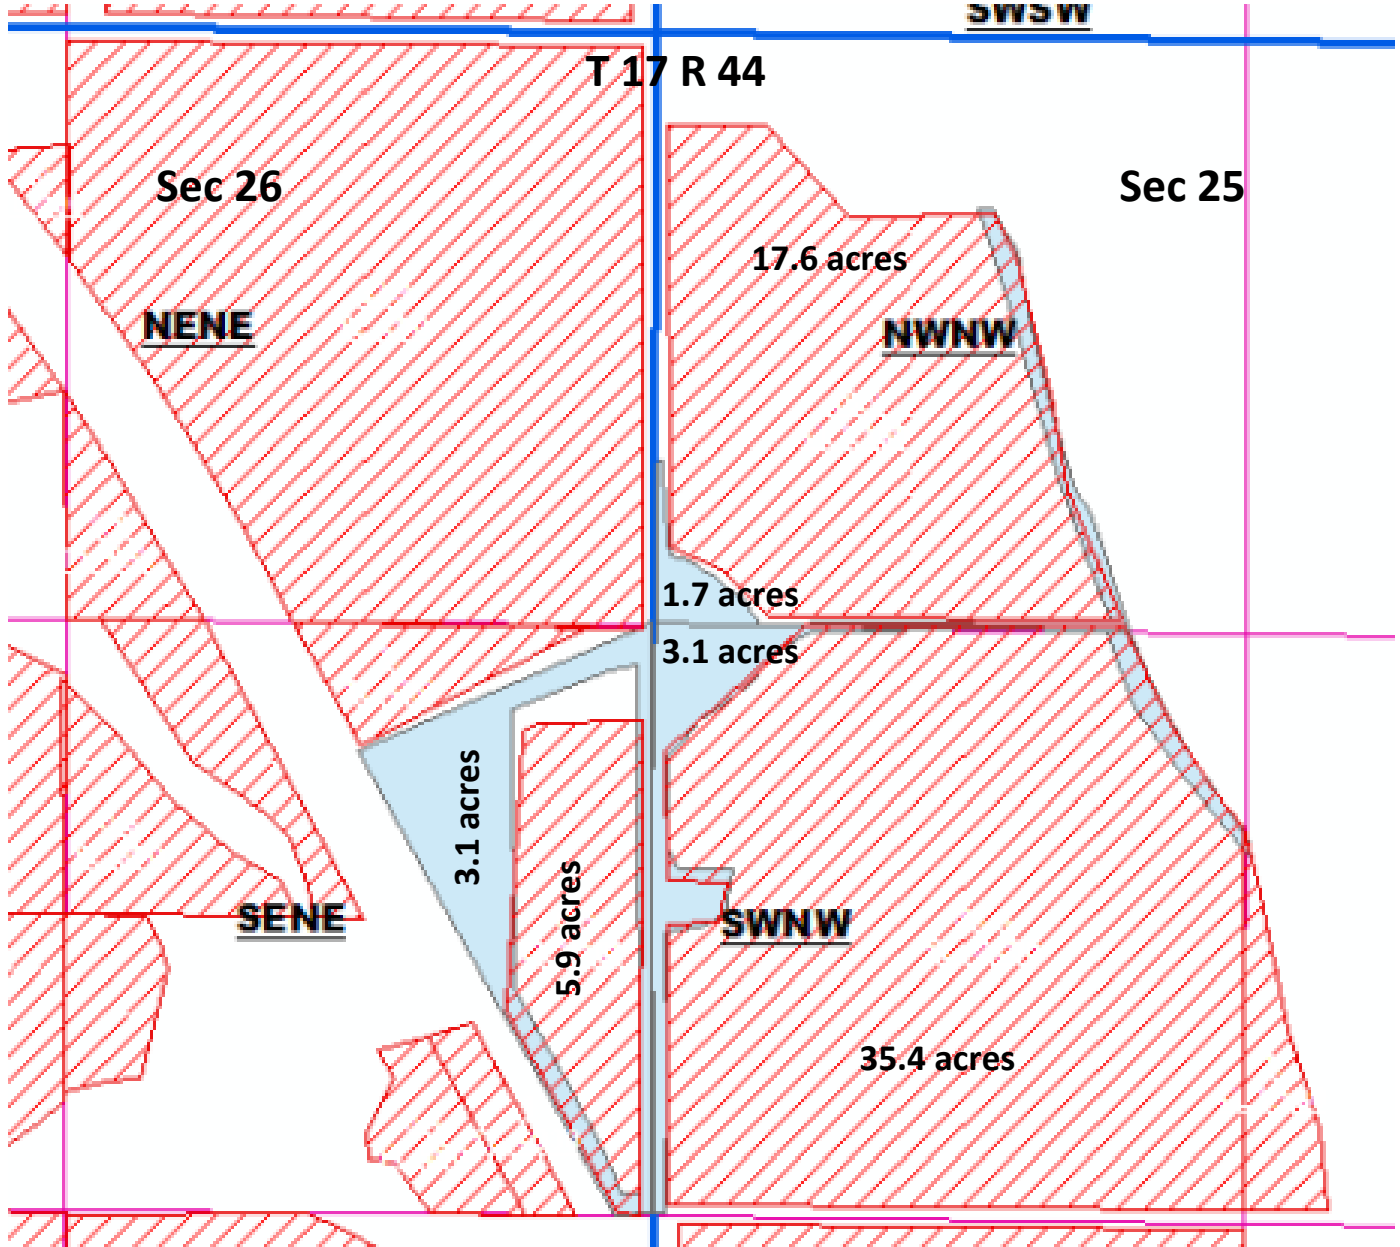 SWSW
T 17 R 44
Sec 26
Sec 25
17.6 acres
NENE
NWNW
1.7 acres
3.1 acres
3.1 acres
5.9 acres
SENE
SWNW
35.4 acres